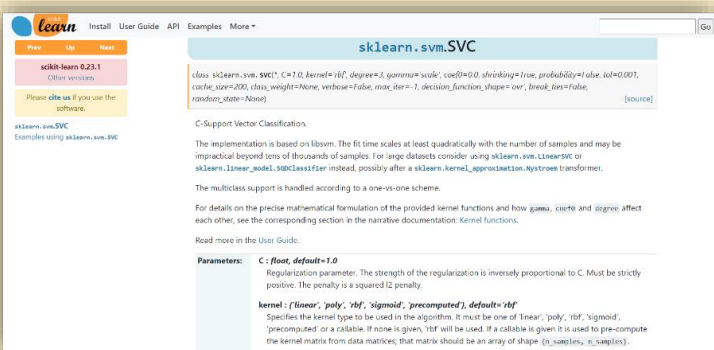 scikit
learn
Install User Guide API Examples More
Go
Prev Up Next
scikit-learn 0.23.1
Other versions
Please cite us if you use the
software.
sklearn.svm.SVC
Examples using sklearn.svm.SVC
sklearn.svm.SVC
class sklearn.svm.SVC(*, C=1.0, kernel='rbf', degree=3, gamma='scale', coef0=0.0, shrinking=True, probability=False, tol=0.001,
cache_size=200, class_weight=None, verbose=False, max_iter=-1, decision_function_shape='ovr', break_ties=False,
random_state=None) [source]
C-Support Vector Classification.
The implementation is based on libsvm. The fit time scales at least quadratically with the number of samples and may be
impractical beyond tens of thousands of samples. For large datasets consider using sklearn.svm.LinearSVC or
sklearn.linear_model.SGDClassifier instead, possibly after a sklearn.kernel_approximation.Nystroem transformer.
The multiclass support is handled according to a one-vs-one scheme.
For details on the precise mathematical formulation of the provided kernel functions and how gamma, coef0 and degree affect
each other, see the corresponding section in the narrative documentation: Kernel functions.
Read more in the User Guide.
Parameters: C : float, default=1.0
Regularization parameter. The strength of the regularization is inversely proportional to C. Must be strictly
positive. The penalty is a squared l2 penalty.
kernel : {'linear', 'poly', 'rbf', 'sigmoid', 'precomputed'}, default='rbf'
Specifies the kernel type to be used in the algorithm. It must be one of 'linear', 'poly', 'rbf', 'sigmoid',
'precomputed' or a callable. If none is given, 'rbf' will be used. If a callable is given it is used to pre-compute
the kernel matrix from data matrices; that matrix should be an array of shape (n_samples, n_samples).